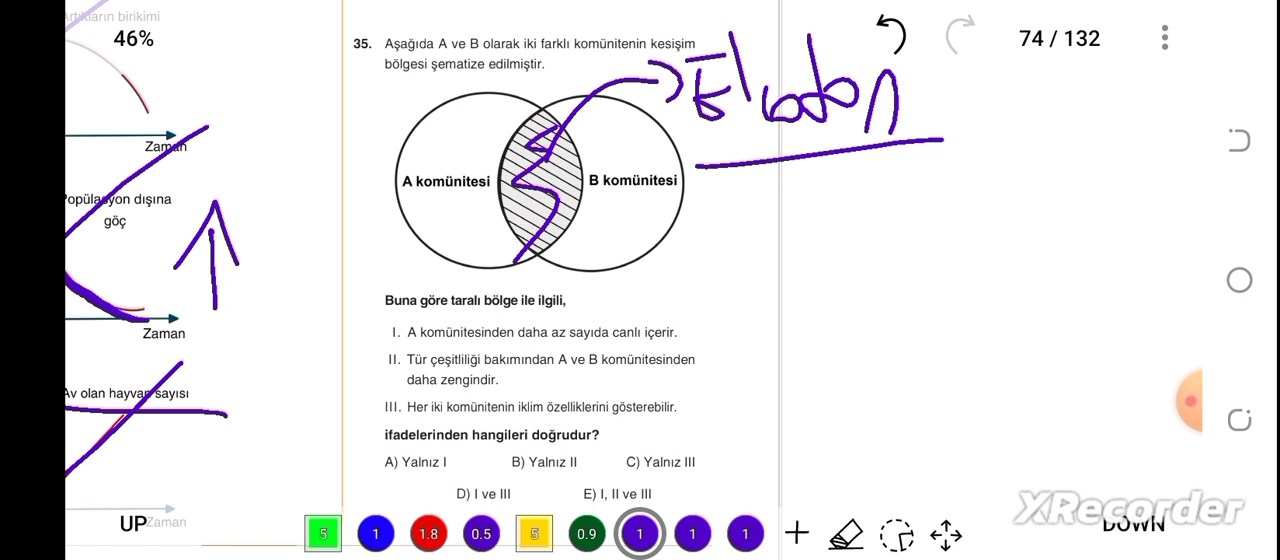 Artıkların birikimi
46%
Zaman
Popülasyon dışına
göç
Zaman
Av olan hayvan sayısı
Zaman
UP
35. Aşağıda A ve B olarak iki farklı komünitenin kesişim
bölgesi şematize edilmiştir.
A komünitesi
B komünitesi
Buna göre taralı bölge ile ilgili,
I. A komünitesinden daha az sayıda canlı içerir.
II. Tür çeşitliliği bakımından A ve B komünitesinden
daha zengindir.
III. Her iki komünitenin iklim özelliklerini gösterebilir.
ifadelerinden hangileri doğrudur?
A) Yalnız I B) Yalnız II C) Yalnız III
D) I ve III E) I, II ve III
74 / 132
5 1 1.8 0.5 5 0.9 1 1 1
XRecorder
DOWN